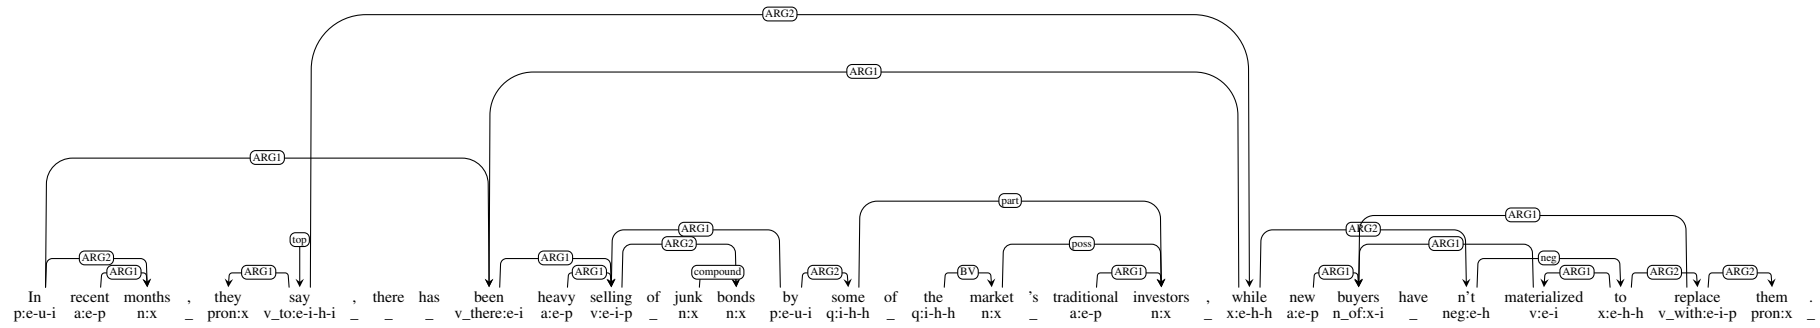 ARG2
ARG1
ARG1
part
ARG1
ARG1 ARG2
top ARG2 ARG1
ARG2 ARG1 poss neg
ARG1 ARG1 ARG1 compound ARG2 BV ARG1 ARG1 ARG1 ARG2 ARG2
In recent months , they say , there has been heavy selling of junk bonds by some of the market 's traditional investors , while new buyers have n't materialized to replace them .
p:e-u-i a:e-p n:x _ pron:x v_to:e-i-h-i _ _ _ v_there:e-i a:e-p v:e-i-p _ n:x n:x p:e-u-i q:i-h-h _ q:i-h-h n:x _ a:e-p n:x _ x:e-h-h a:e-p n_of:x-i _ neg:e-h v:e-i x:e-h-h v_with:e-i-p pron:x _